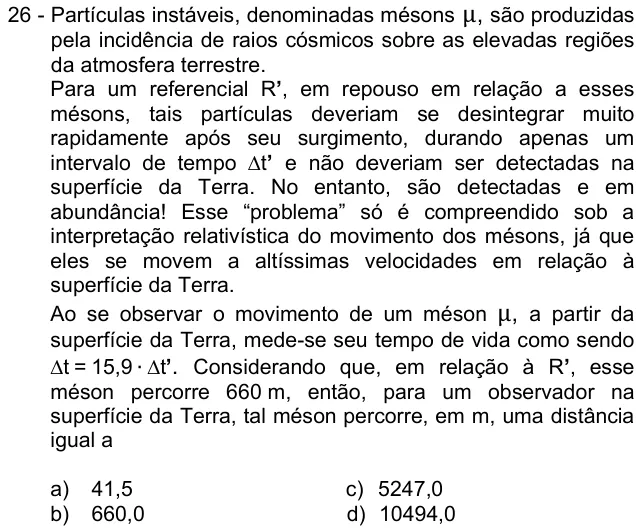 26 - Partículas instáveis, denominadas mésons μ, são produzidas
pela incidência de raios cósmicos sobre as elevadas regiões
da atmosfera terrestre.
Para um referencial R’, em repouso em relação a esses
mésons, tais partículas deveriam se desintegrar muito
rapidamente após seu surgimento, durando apenas um
intervalo de tempo Δt’ e não deveriam ser detectadas na
superfície da Terra. No entanto, são detectadas e em
abundância! Esse “problema” só é compreendido sob a
interpretação relativística do movimento dos mésons, já que
eles se movem a altíssimas velocidades em relação à
superfície da Terra.
Ao se observar o movimento de um méson μ, a partir da
superfície da Terra, mede-se seu tempo de vida como sendo
Δt = 15,9 · Δt’. Considerando que, em relação à R’, esse
méson percorre 660 m, então, para um observador na
superfície da Terra, tal méson percorre, em m, uma distância
igual a
a) 41,5
b) 660,0
c) 5247,0
d) 10494,0